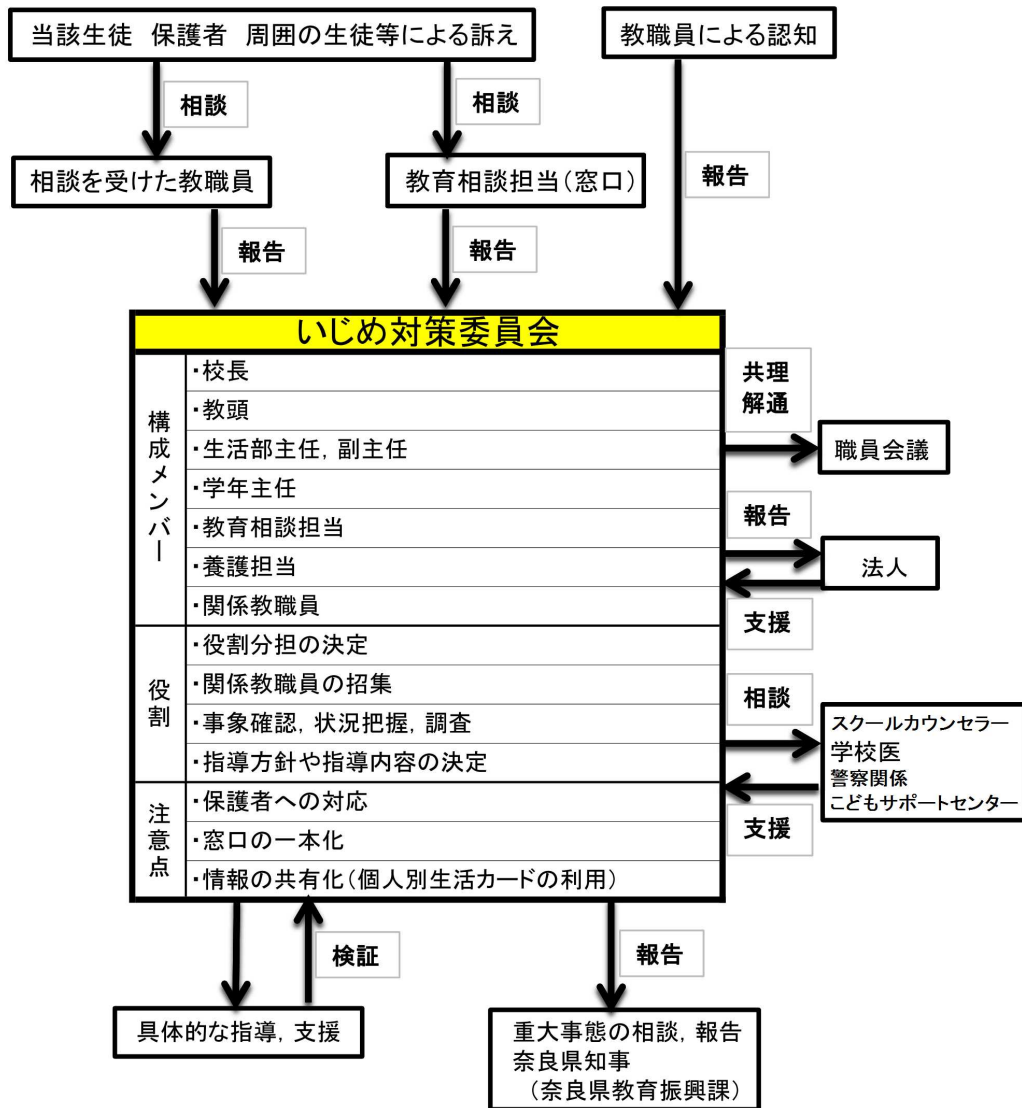 当該生徒　保護者　周囲の生徒等による訴え
教職員による認知
相談
相談
報告
相談を受けた教職員
教育相談担当(窓口)
報告
報告
いじめ対策委員会
構成メンバー
・校長
・教頭
・生活部主任，副主任
・学年主任
・教育相談担当
・養護担当
・関係教職員
役割
・役割分担の決定
・関係教職員の招集
・事象確認，状況把握，調査
・指導方針や指導内容の決定
注意点
・保護者への対応
・窓口の一本化
・情報の共有化(個人別生活カードの利用)
共理
解通
職員会議
報告
法人
支援
相談
スクールカウンセラー
学校医
警察関係
こどもサポートセンター
支援
検証
報告
具体的な指導，支援
重大事態の相談，報告
奈良県知事
(奈良県教育振興課)